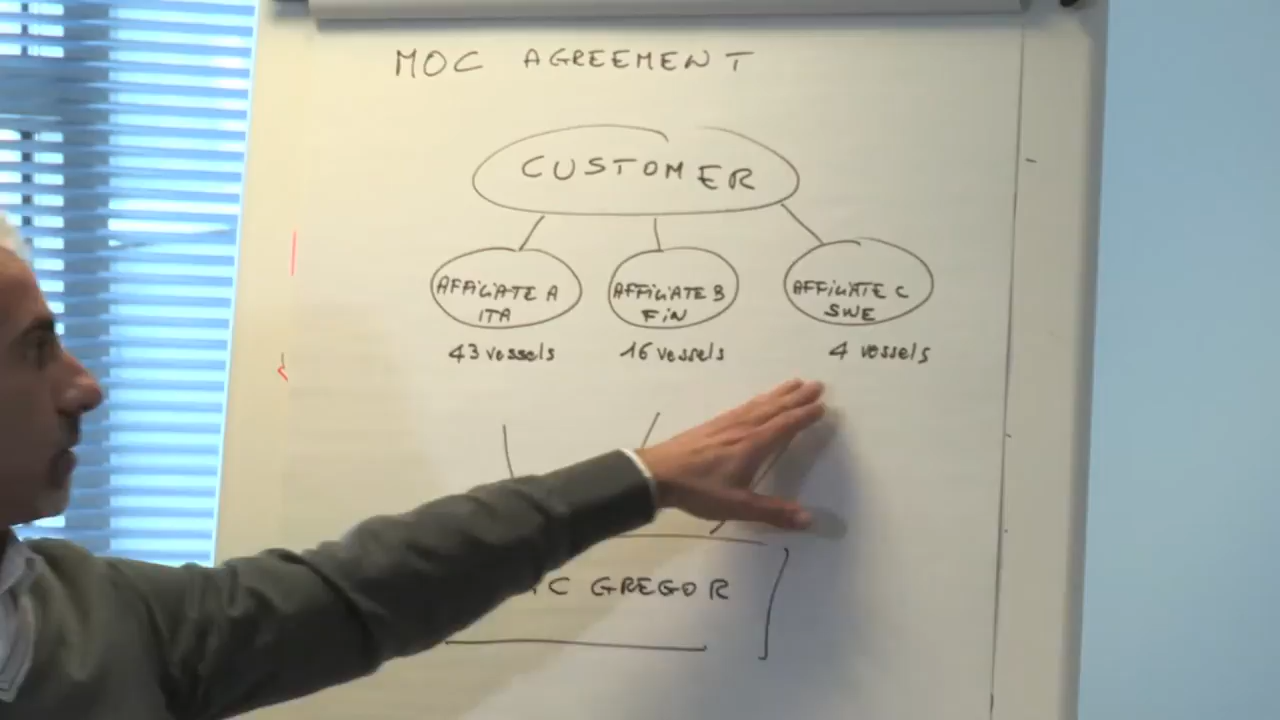 MOC AGREEMENT
CUSTOMER
AFFILIATE A
ITA
AFFILIATE B
FIN
AFFILIATE C
SWE
43 vessels
16 vessels
4 vessels
GREGOR